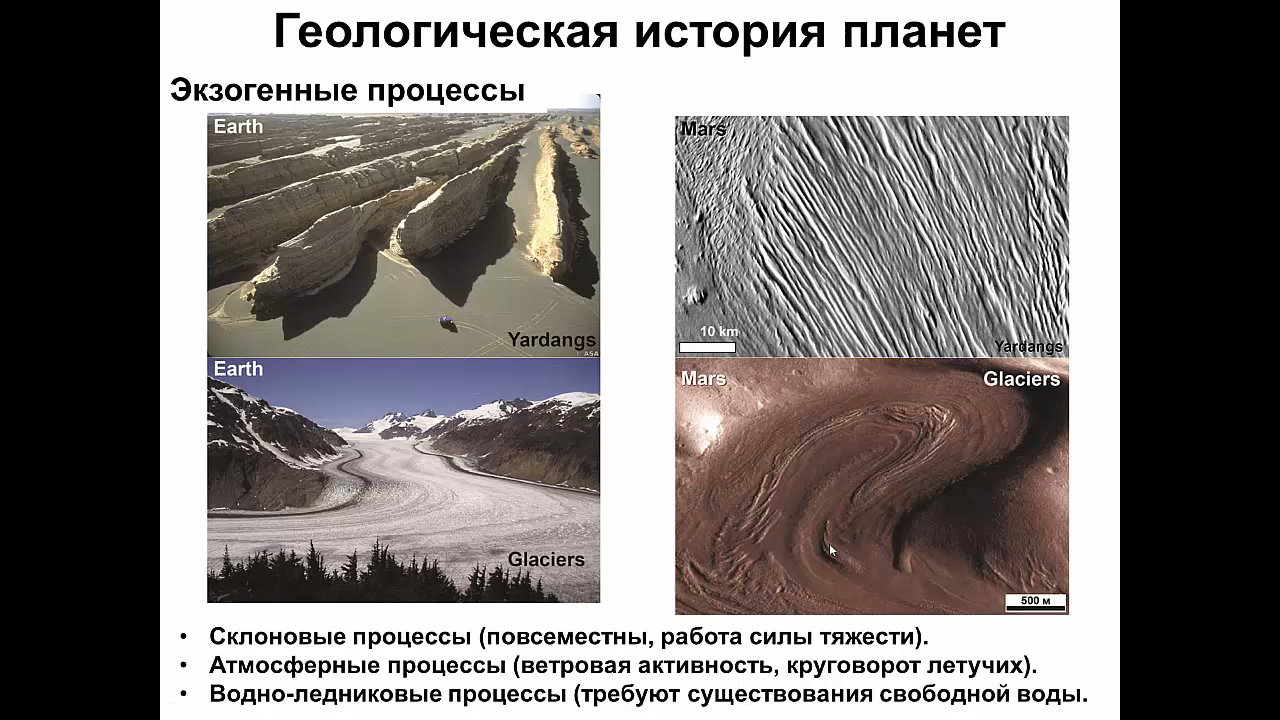 Геологическая история планет
Экзогенные процессы
Earth
Mars
Yardangs
ASA
10 km
Yardangs
Earth
Mars
Glaciers
Glaciers
500 м
• Склоновые процессы (повсеместны, работа силы тяжести).
• Атмосферные процессы (ветровая активность, круговорот летучих).
• Водно-ледниковые процессы (требуют существования свободной воды.